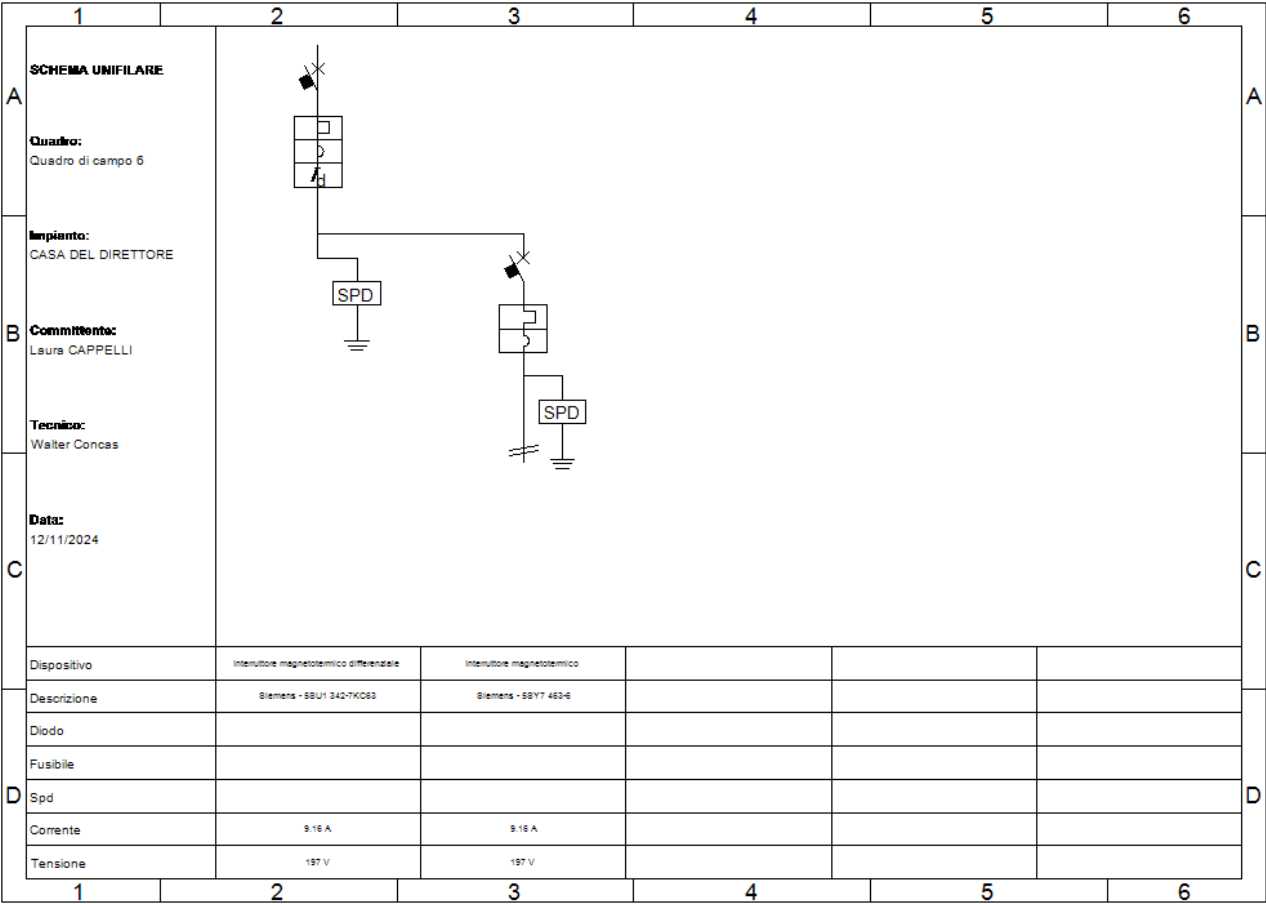 1 2 3 4 5 6
A A
SCHEMA UNIFILARE
Quadro:
Quadro di campo 6
Impianto:
CASA DEL DIRETTORE
B B
Committente:
Laura CAPPELLI
Tecnico:
Walter Concas
Data:
12/11/2024
C C
I
d
SPD
SPD
Dispositivo Interruttore magnetotermico differenziale Interruttore magnetotermico
Descrizione Siemens - 5SU1 342-7KC63 Siemens - 5SY7 463-6
Diodo
Fusibile
D D
Spd
Corrente 9.16 A 9.16 A
Tensione 197 V 197 V
1 2 3 4 5 6